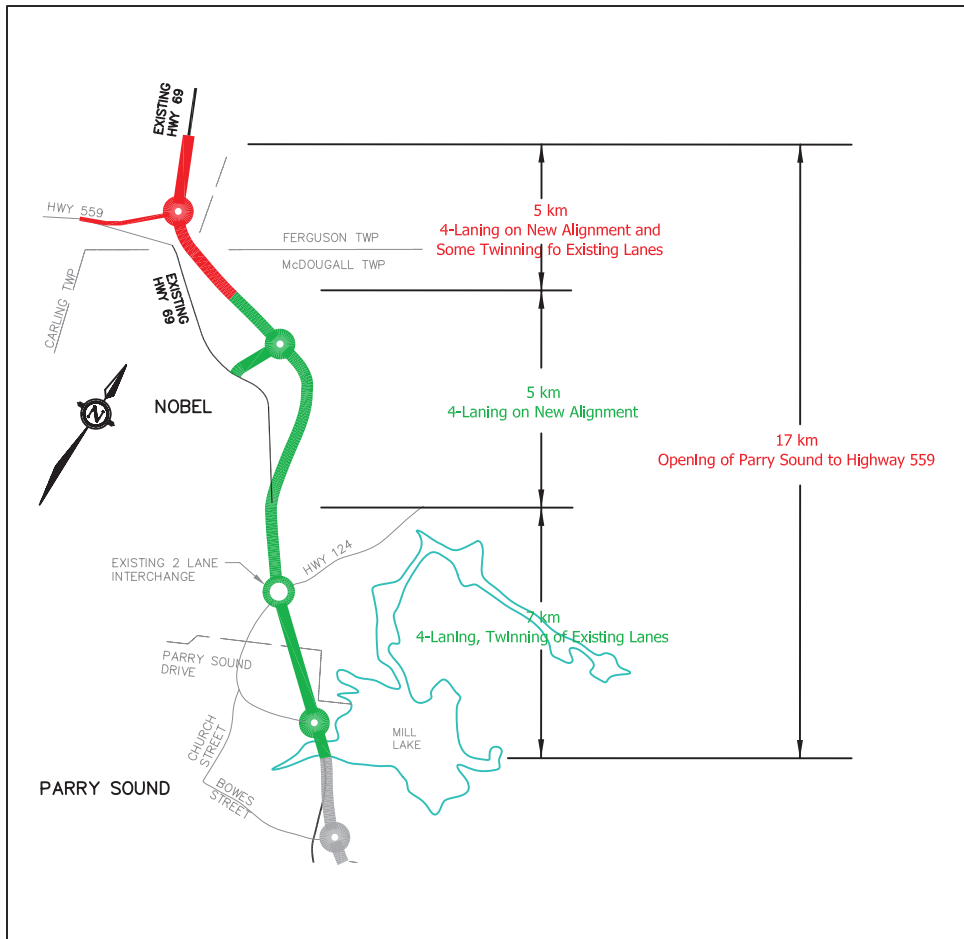 EXISTING
HWY 69
HWY 559
FERGUSON TWP
McDOUGALL TWP
CARLING TWP
EXISTING
HWY 69
5 km
4-Laning on New Alignment and
Some Twinning fo Existing Lanes
N
NOBEL
5 km
4-Laning on New Alignment
17 km
Opening of Parry Sound to Highway 559
EXISTING 2 LANE
INTERCHANGE
HWY 124
7 km
4-Laning, Twinning of Existing Lanes
PARRY SOUND
DRIVE
CHURCH
STREET
MILL
LAKE
PARRY SOUND
BOWES
STREET